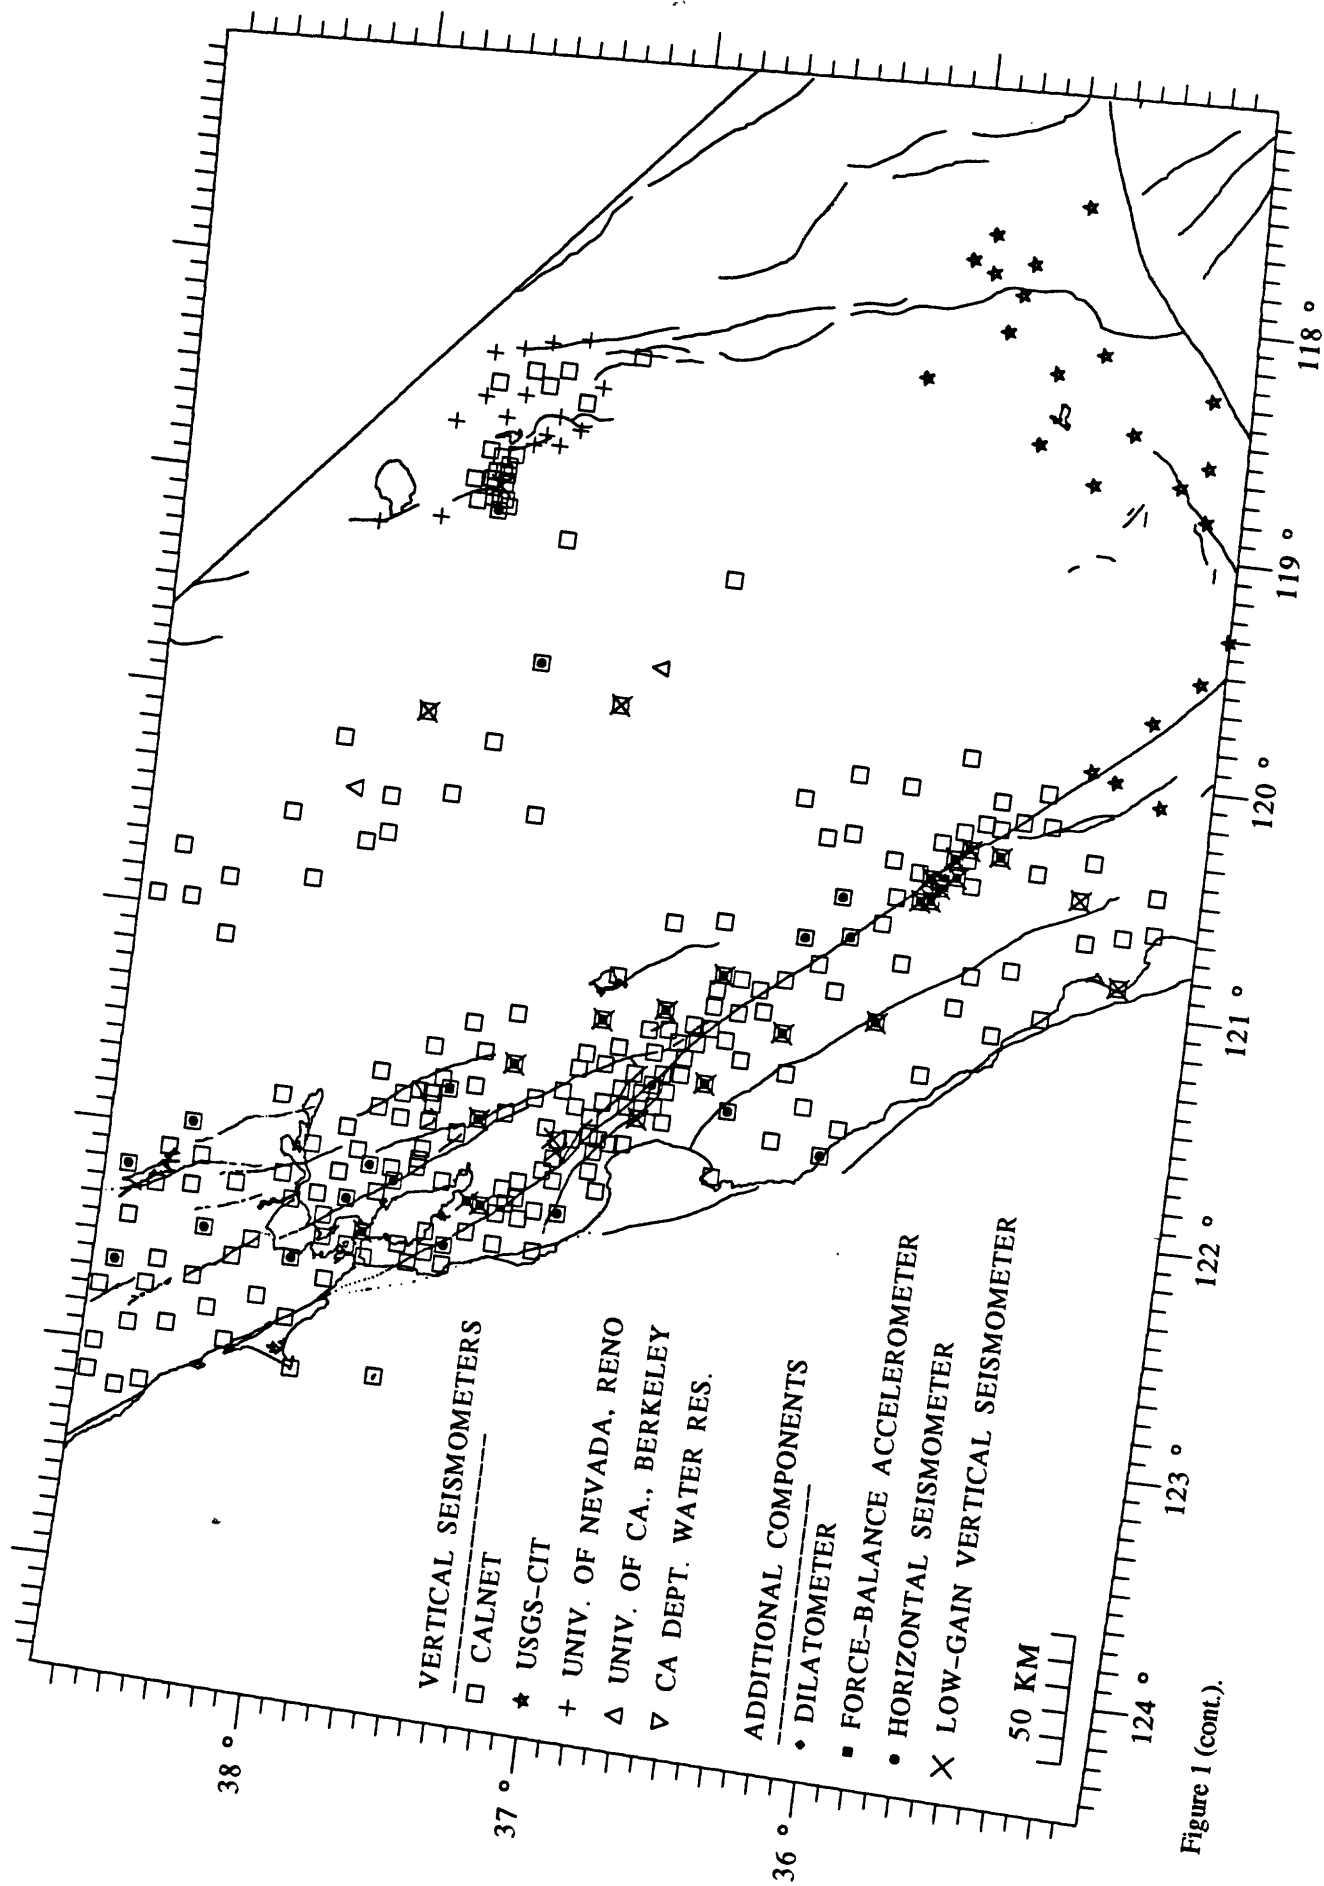 38 °
37 °
36 °
118 °
119 °
120 °
121 °
122 °
123 °
124 °
VERTICAL SEISMOMETERS
CALNET
USGS–CIT
UNIV. OF NEVADA, RENO
UNIV. OF CA., BERKELEY
CA DEPT. WATER RES.
ADDITIONAL COMPONENTS
DILATOMETER
FORCE–BALANCE ACCELEROMETER
HORIZONTAL SEISMOMETER
LOW–GAIN VERTICAL SEISMOMETER
50 KM
Figure 1 (cont.).